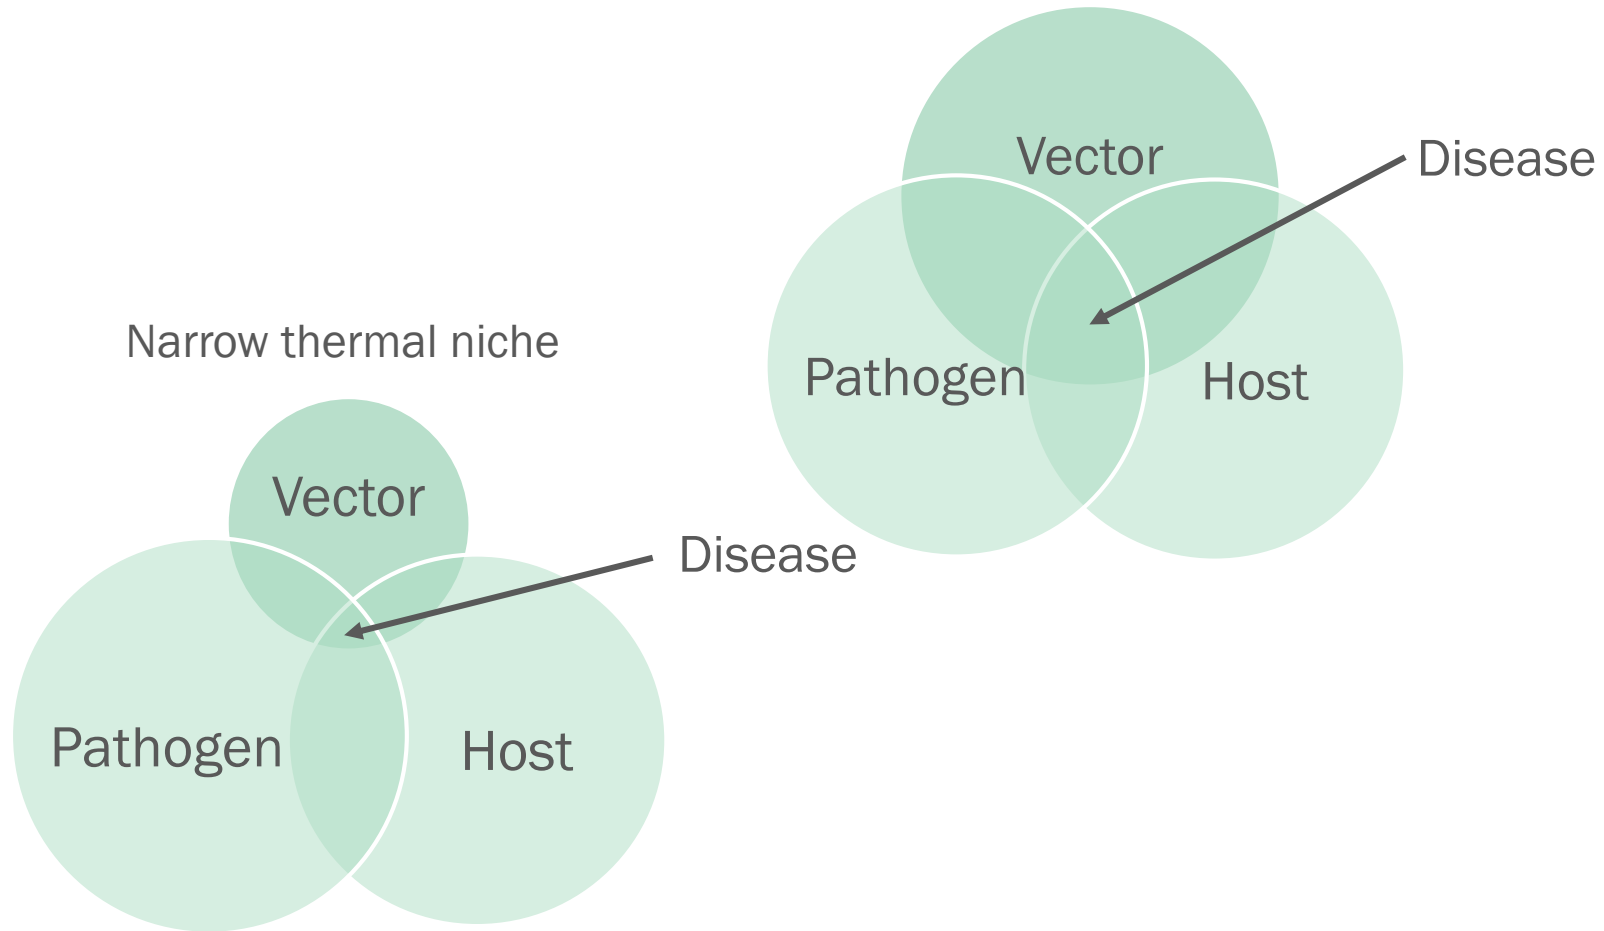 Vector
Disease
Pathogen
Host
Narrow thermal niche
Vector
Disease
Pathogen
Host